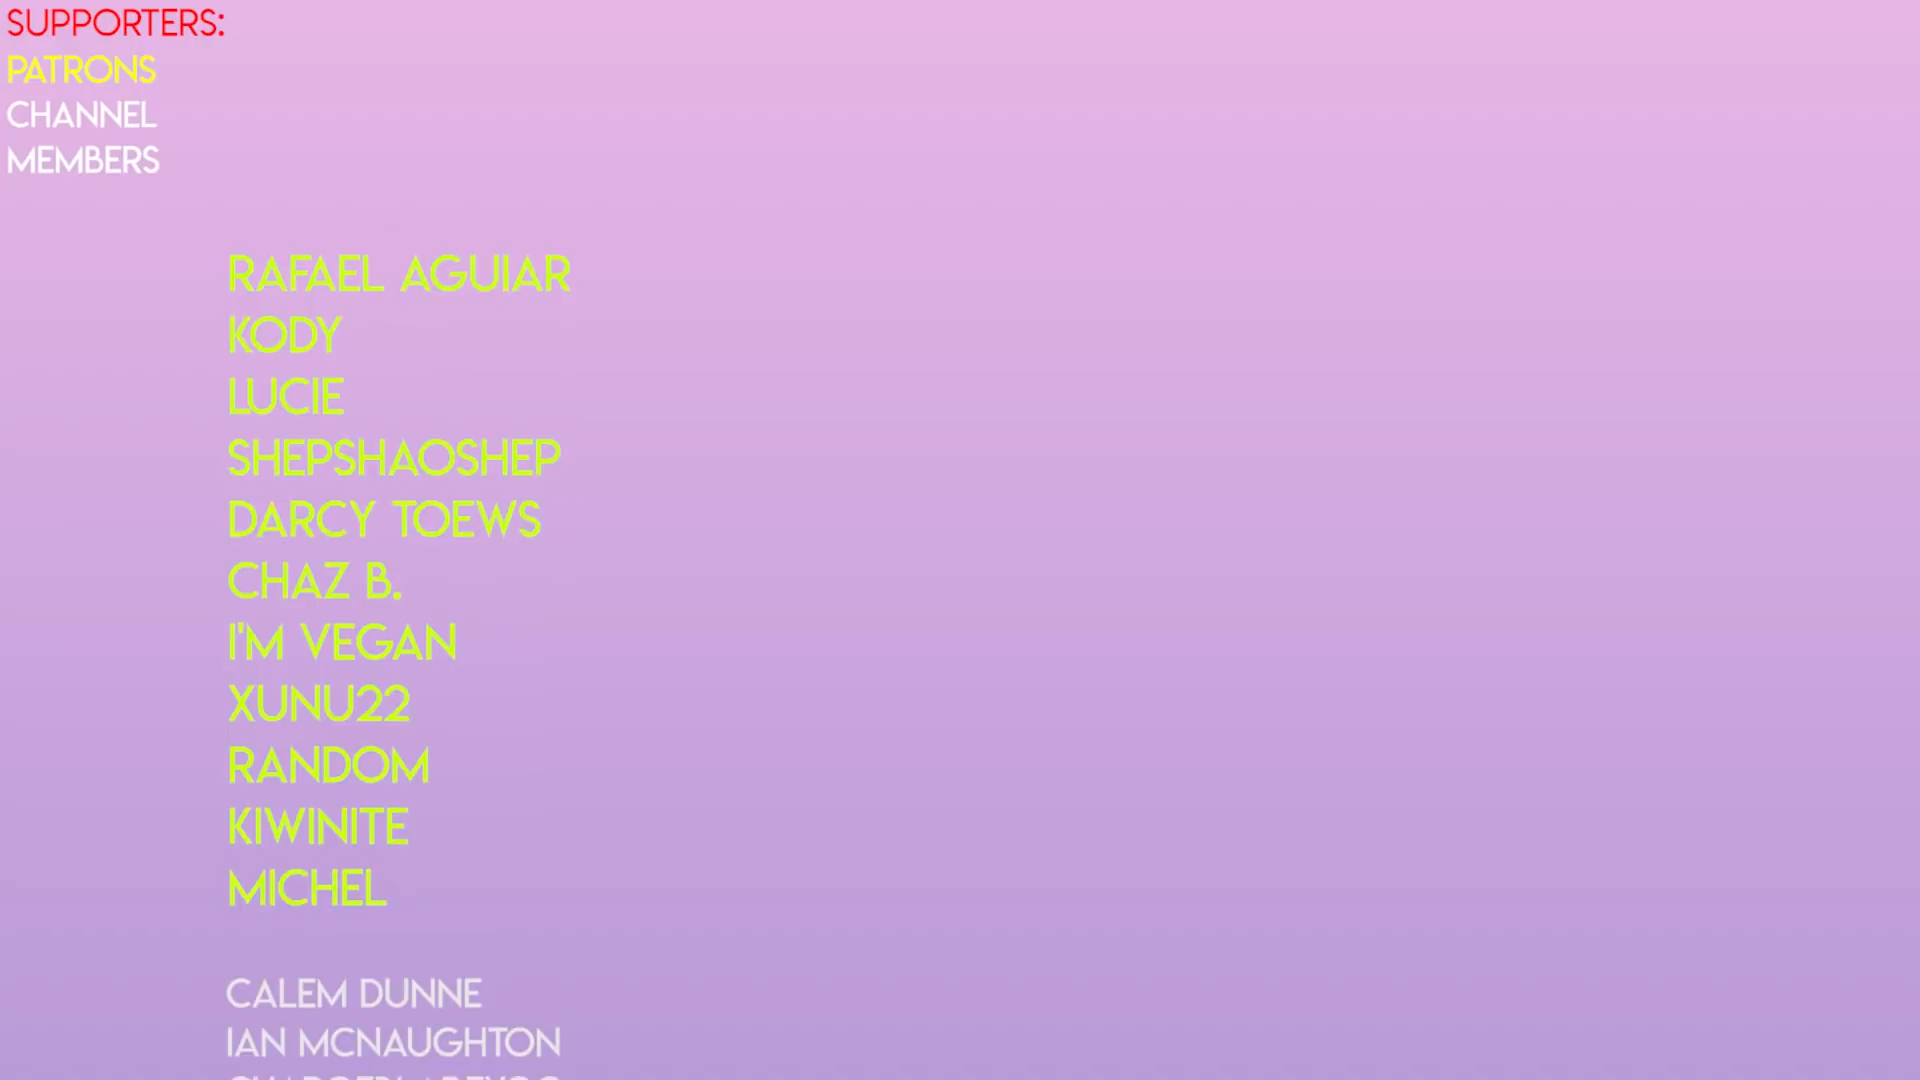 SUPPORTERS:
PATRONS
CHANNEL
MEMBERS
RAFAEL AGUIAR
KODY
LUCIE
SHEPSHAOSHEP
DARCY TOEWS
CHAZ B.
I'M VEGAN
XUNU22
RANDOM
KIWINITE
MICHEL
CALEM DUNNE
IAN MCNAUGHTON